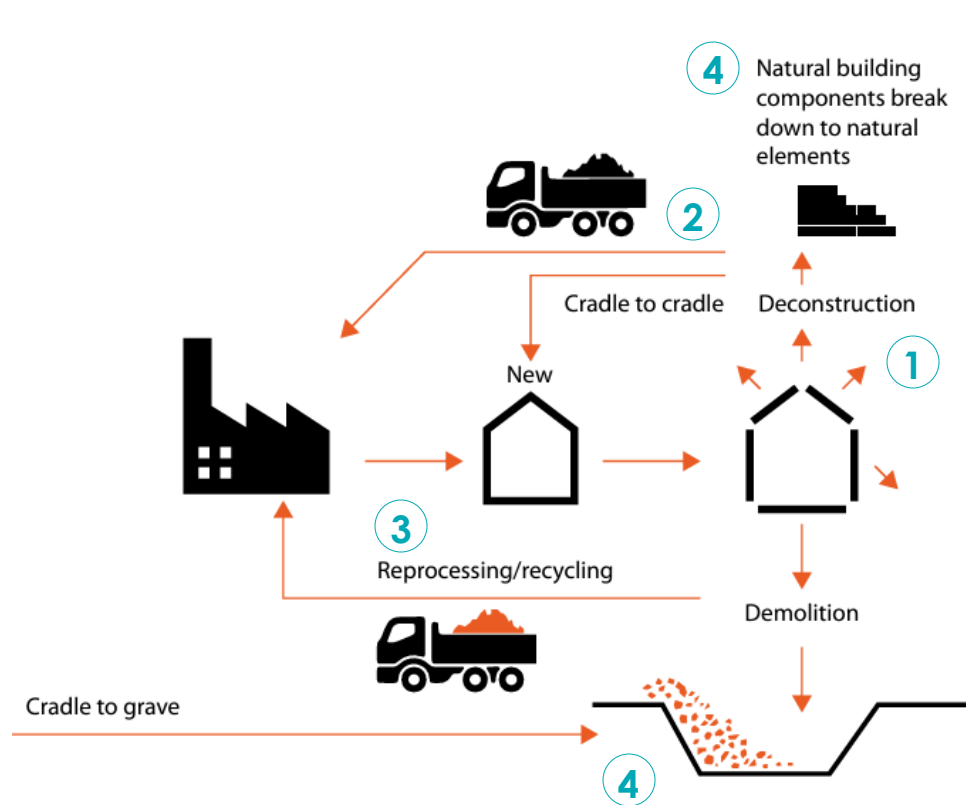 4
Natural building
components break
down to natural
elements
2
Cradle to cradle
Deconstruction
1
New
3
Reprocessing/recycling
Demolition
Cradle to grave
4